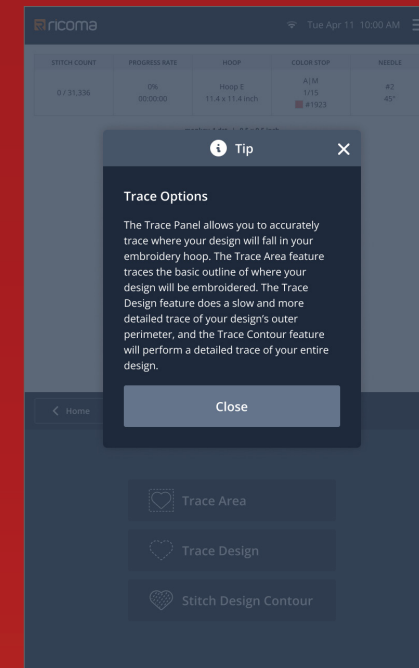 ricoma
Tue Apr 11 10:00 AM
STITCH COUNT PROGRESS RATE HOOP COLOR STOP NEEDLE
0 / 31,336 0% 00:00:00 Hoop E 11.4 x 11.4 inch A|M 1/15 #1923 #2 45°
Tip
Trace Options
The Trace Panel allows you to accurately
trace where your design will fall in your
embroidery hoop. The Trace Area feature
traces the basic outline of where your
design will be embroidered. The Trace
Design feature does a slow and more
detailed trace of your design's outer
perimeter, and the Trace Contour feature
will perform a detailed trace of your entire
design.
Close
Home
Trace Area
Trace Design
Stitch Design Contour